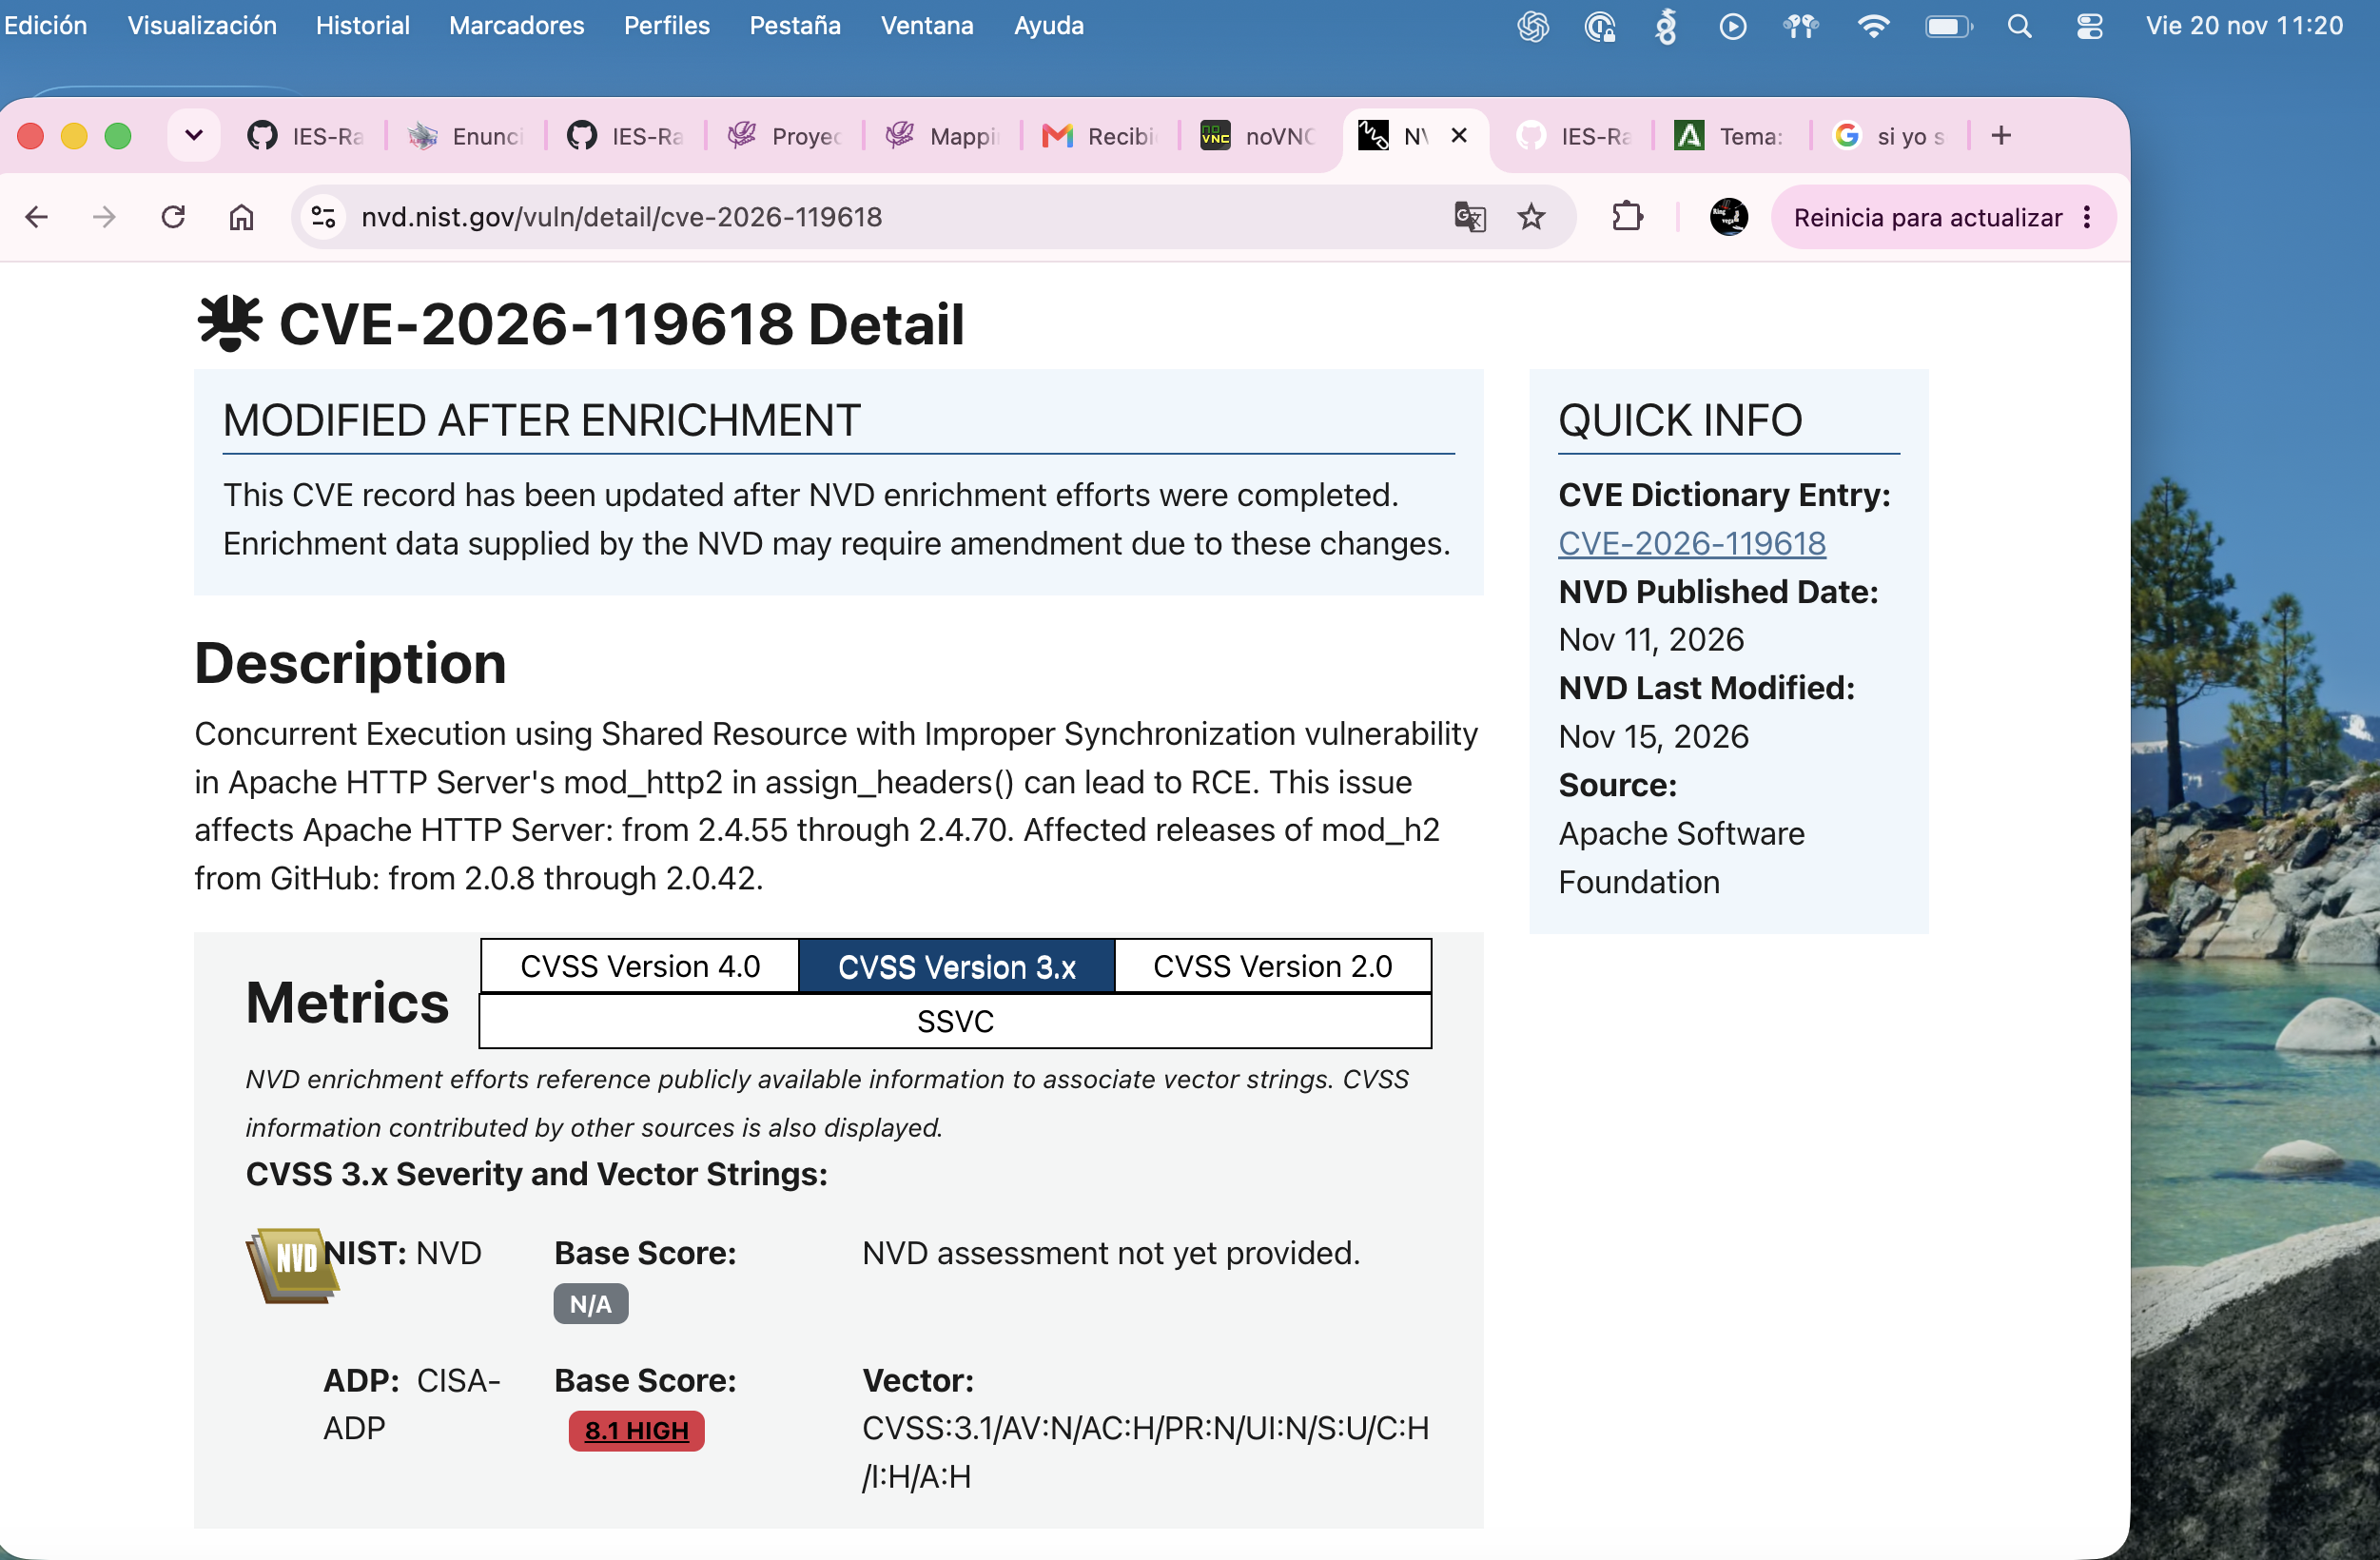 Edición Visualización Historial Marcadores Perfiles Pestaña Ventana Ayuda Vie 20 nov 11:20
IES-Ra Enunci IES-Ra Proyec Mappi Recibi noVNC NV IES-Ra Tema: si yo s
nvd.nist.gov/vuln/detail/cve-2026-119618 Reinicia para actualizar
CVE-2026-119618 Detail
MODIFIED AFTER ENRICHMENT
This CVE record has been updated after NVD enrichment efforts were completed.
Enrichment data supplied by the NVD may require amendment due to these changes.
Description
Concurrent Execution using Shared Resource with Improper Synchronization vulnerability
in Apache HTTP Server's mod_http2 in assign_headers() can lead to RCE. This issue
affects Apache HTTP Server: from 2.4.55 through 2.4.70. Affected releases of mod_h2
from GitHub: from 2.0.8 through 2.0.42.
QUICK INFO
CVE Dictionary Entry:
CVE-2026-119618
NVD Published Date:
Nov 11, 2026
NVD Last Modified:
Nov 15, 2026
Source:
Apache Software
Foundation
Metrics
CVSS Version 4.0 CVSS Version 3.x CVSS Version 2.0
SSVC
NVD enrichment efforts reference publicly available information to associate vector strings. CVSS
information contributed by other sources is also displayed.
CVSS 3.x Severity and Vector Strings:
NVD NIST: NVD Base Score: NVD assessment not yet provided.
N/A
ADP: CISA- Base Score: Vector:
ADP 8.1 HIGH CVSS:3.1/AV:N/AC:H/PR:N/UI:N/S:U/C:H
/I:H/A:H